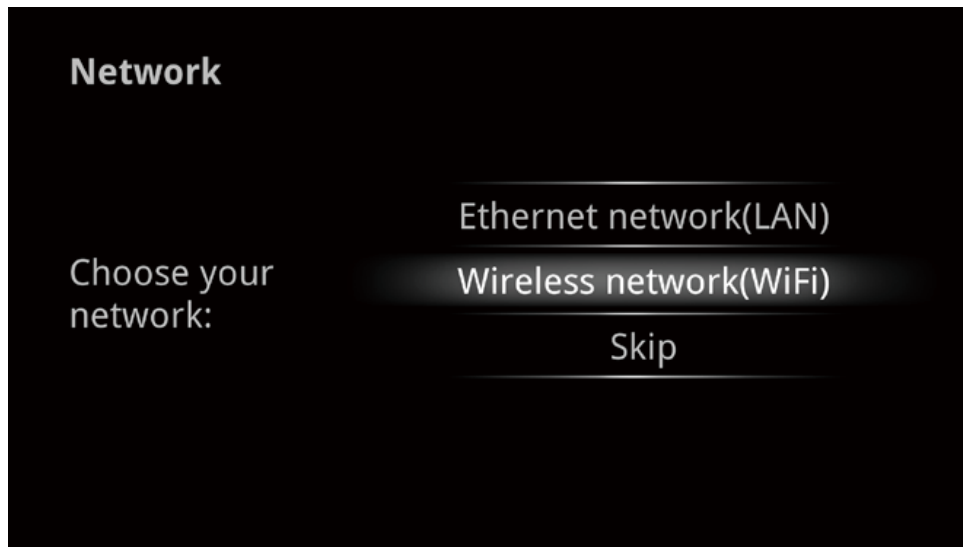 Network
Ethernet network(LAN)
Choose your
network:
Wireless network(WiFi)
Skip